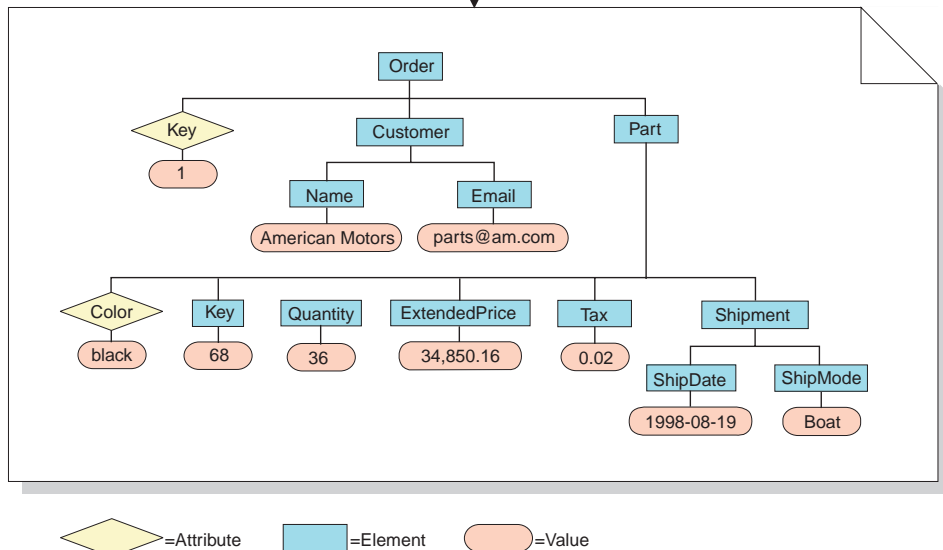 Order
Key
Customer
Part
1
Name
Email
American Motors
parts@am.com
Color
Key
Quantity
ExtendedPrice
Tax
Shipment
black
68
36
34,850.16
0.02
ShipDate
ShipMode
1998-08-19
Boat
=Attribute
=Element
=Value